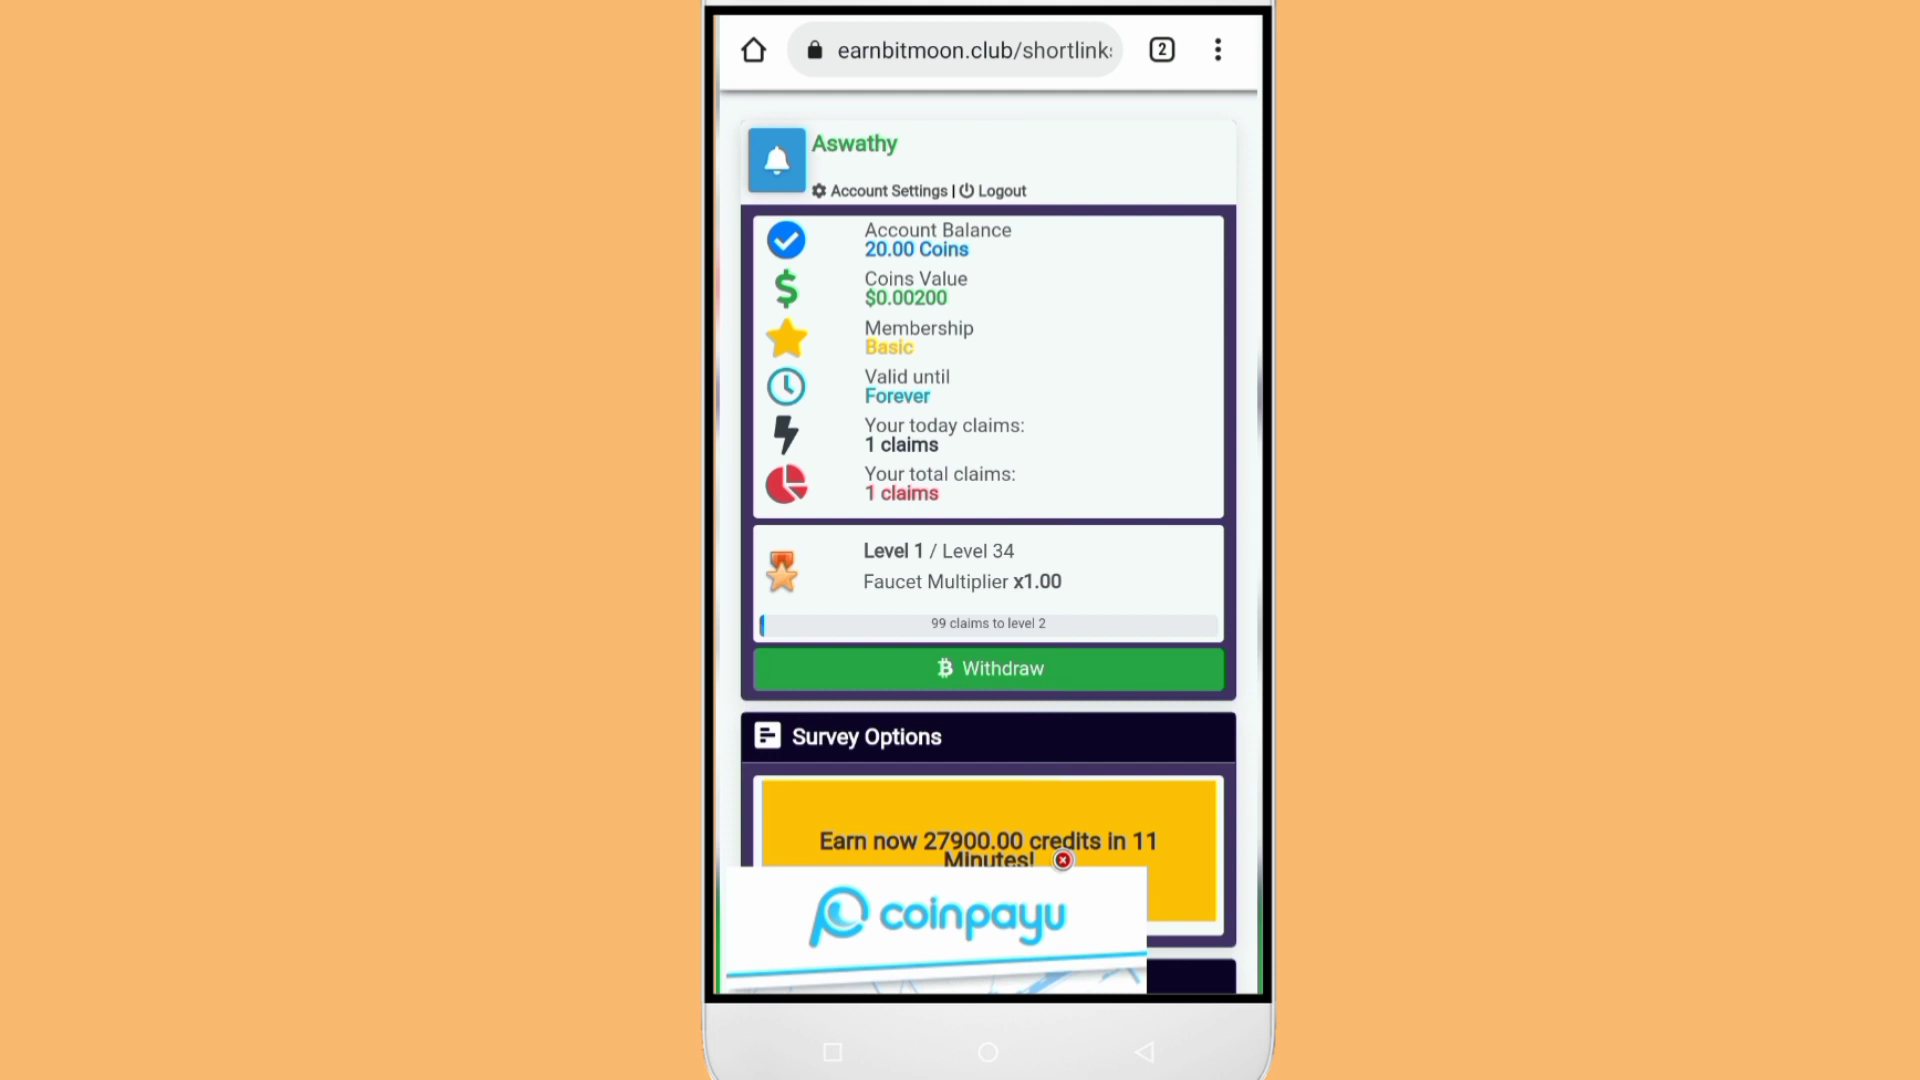 earnbitmoon.club/shortlink
2
Aswathy
Account Settings | Logout
Account Balance
20.00 Coins
Coins Value
$0.00200
Membership
Basic
Valid until
Forever
Your today claims:
1 claims
Your total claims:
1 claims
Level 1 / Level 34
Faucet Multiplier x1.00
99 claims to level 2
Withdraw
Survey Options
Earn now 27900.00 credits in 11
Minutes!
coinpayu